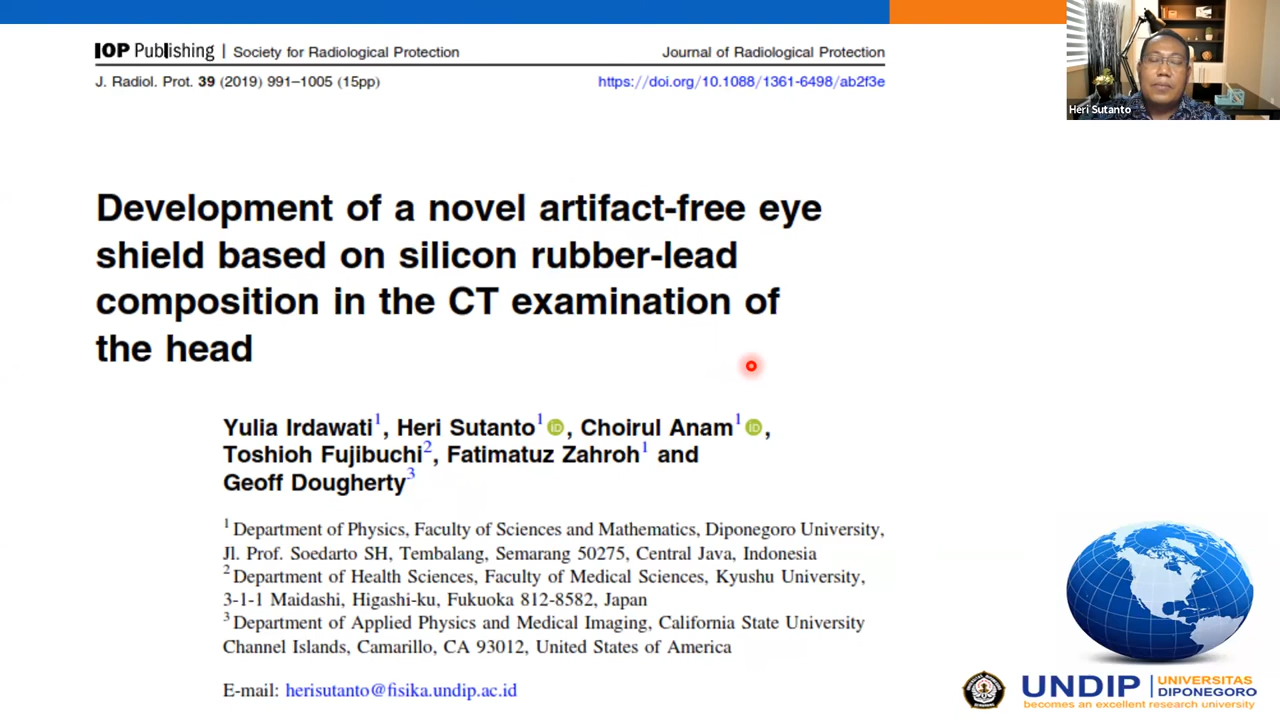 IOP Publishing | Society for Radiological Protection
Journal of Radiological Protection
J. Radiol. Prot. 39 (2019) 991–1005 (15pp)
https://doi.org/10.1088/1361-6498/ab2f3e
Heri Sutanto
Development of a novel artifact-free eye
shield based on silicon rubber-lead
composition in the CT examination of
the head
Yulia Irdawati1, Heri Sutanto1 iD, Choirul Anam1 iD,
Toshioh Fujibuchi2, Fatimatuz Zahroh1 and
Geoff Dougherty3
1 Department of Physics, Faculty of Sciences and Mathematics, Diponegoro University,
Jl. Prof. Soedarto SH, Tembalang, Semarang 50275, Central Java, Indonesia
2 Department of Health Sciences, Faculty of Medical Sciences, Kyushu University,
3-1-1 Maidashi, Higashi-ku, Fukuoka 812-8582, Japan
3 Department of Applied Physics and Medical Imaging, California State University
Channel Islands, Camarillo, CA 93012, United States of America
E-mail: herisutanto@fisika.undip.ac.id
UNDIP | UNIVERSITAS
DIPONEGORO
becomes an excellent research university